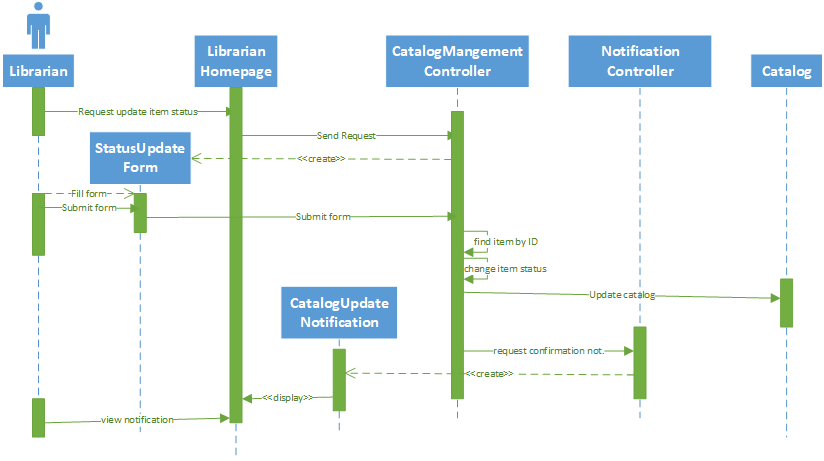 Librarian
Librarian
Homepage
CatalogMangement
Controller
Notification
Controller
Catalog
Request update item status
Send Request
StatusUpdate
Form
<<create>>
Fill form
Submit form
Submit form
find item by ID
change item status
Update catalog
CatalogUpdate
Notification
request confirmation not.
<<create>>
<<display>>
view notification